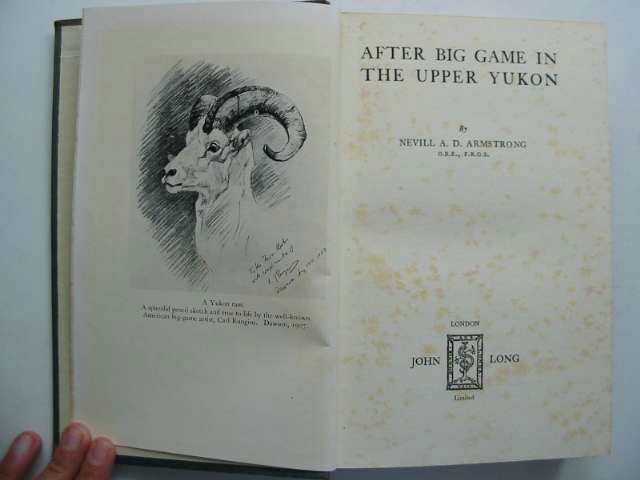 A Yukon ram.
A splendid pencil sketch and true to life by the well-known
American big-game artist, Carl Rungius. Dawson, 1907.
AFTER BIG GAME IN
THE UPPER YUKON
By
NEVILL A. D. ARMSTRONG
O.B.E., F.R.G.S.
LONDON
JOHN LONG
Limited